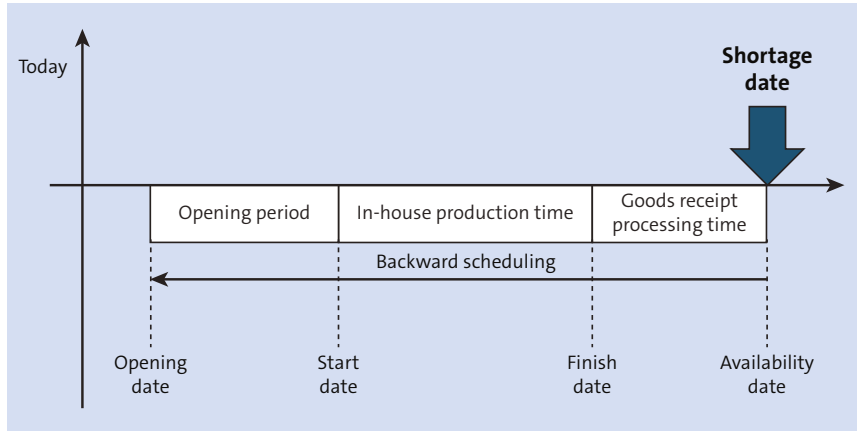 Today
Shortage
date
Opening period
In-house production time
Goods receipt
processing time
Backward scheduling
Opening
date
Start
date
Finish
date
Availability
date